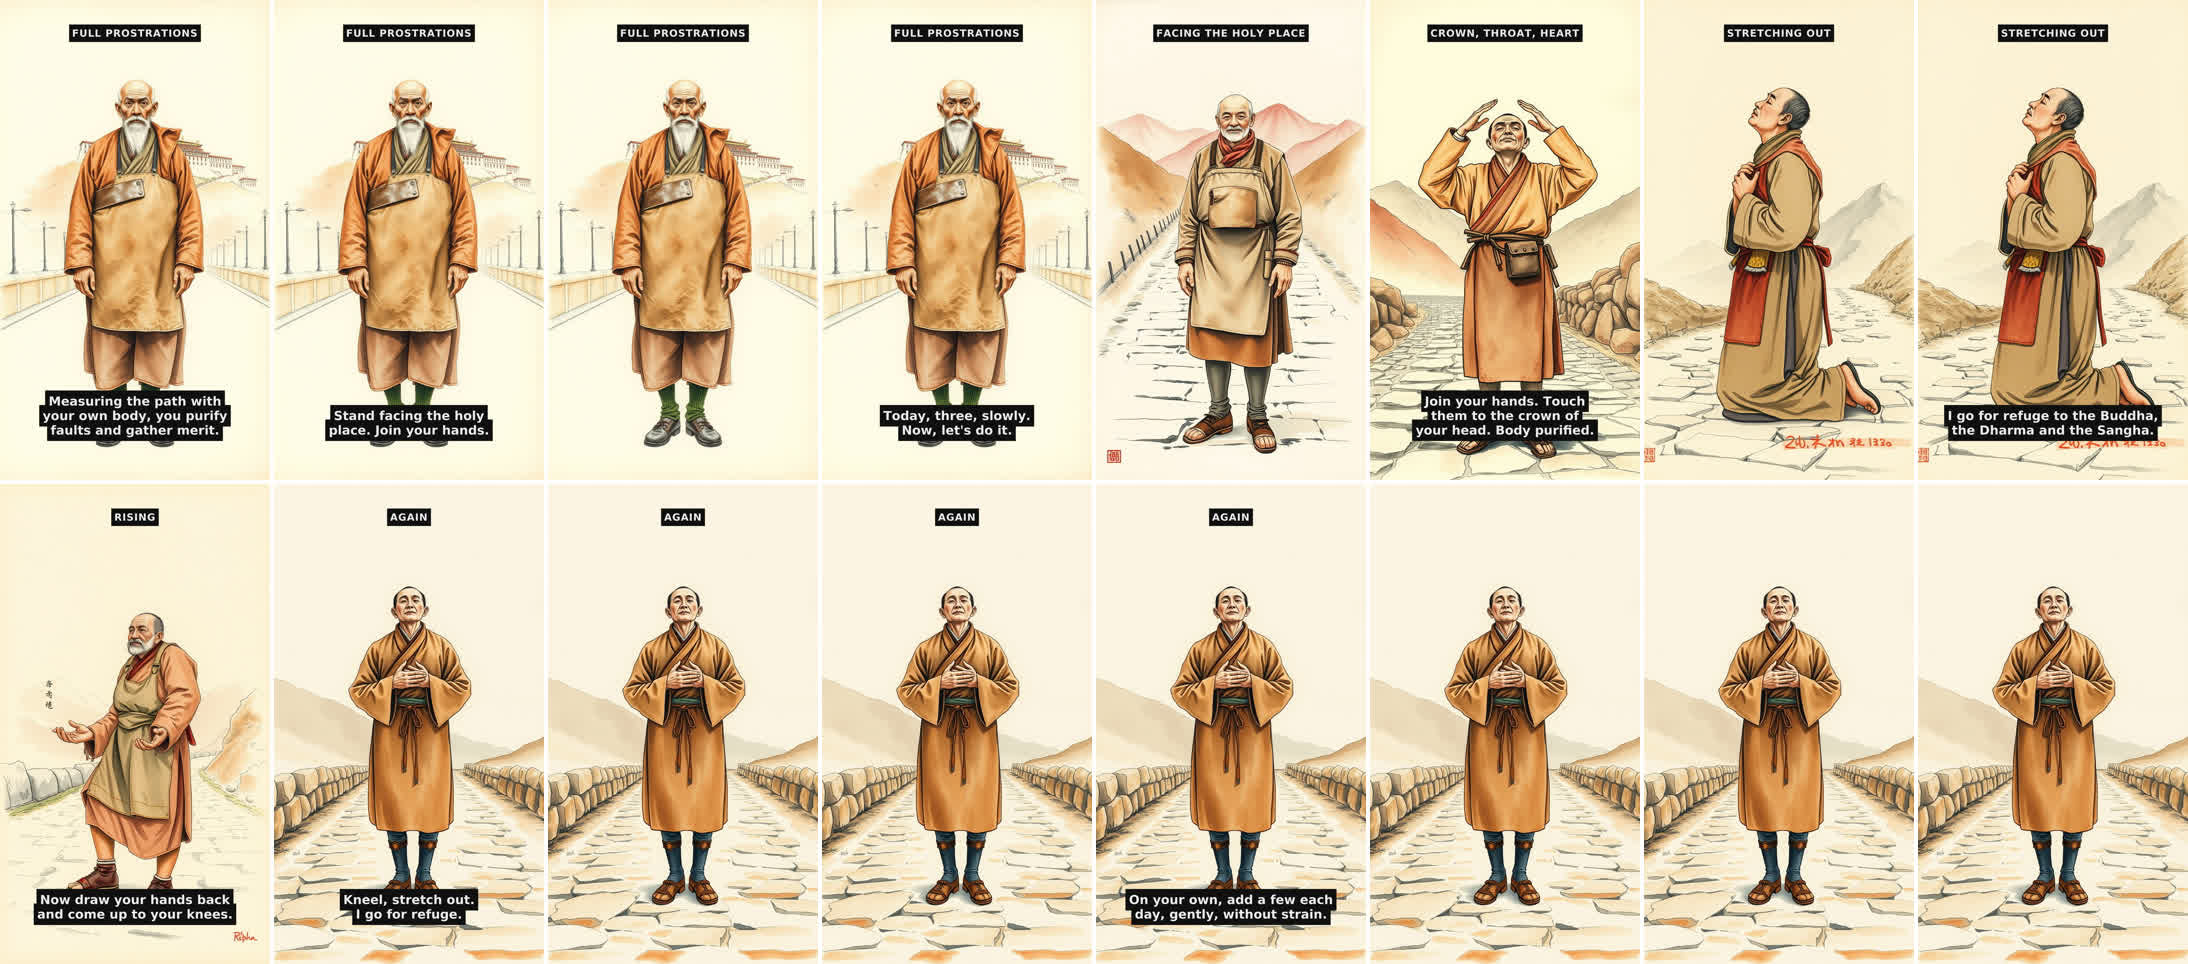 FULL PROSTRATIONS
Measuring the path with
your own body, you purify
faults and gather merit.
FULL PROSTRATIONS
Stand facing the holy
place. Join your hands.
FULL PROSTRATIONS
FULL PROSTRATIONS
Today, three, slowly.
Now, let's do it.
FACING THE HOLY PLACE
CROWN, THROAT, HEART
Join your hands. Touch
them to the crown of
your head. Body purified.
STRETCHING OUT
STRETCHING OUT
I go for refuge to the Buddha,
the Dharma and the Sangha.
RISING
Now draw your hands back
and come up to your knees.
AGAIN
Kneel, stretch out.
I go for refuge.
AGAIN
AGAIN
AGAIN
On your own, add a few each
day, gently, without strain.